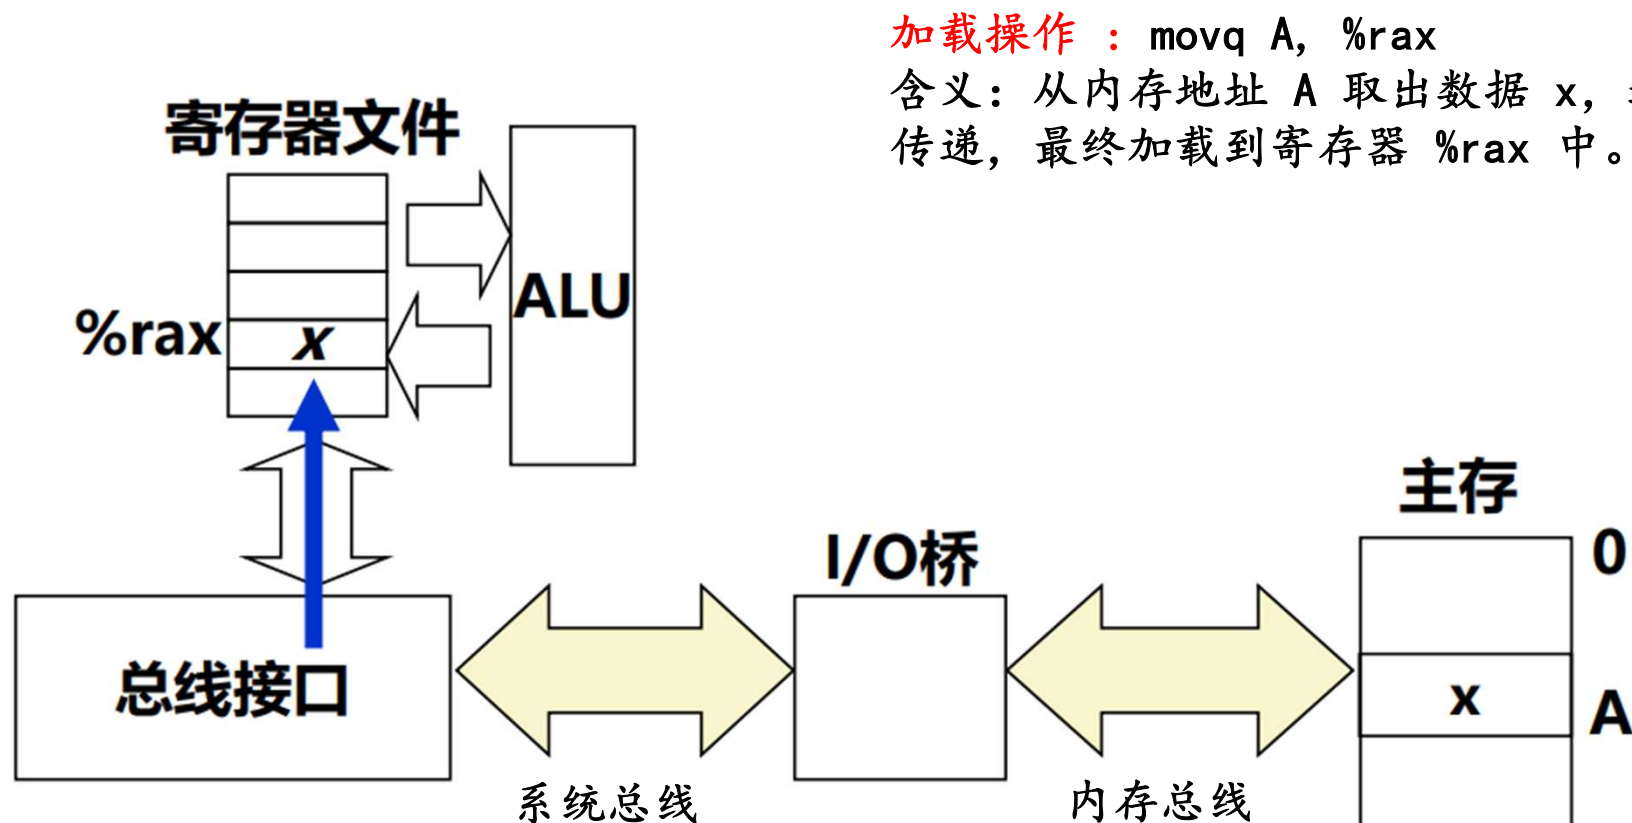 加载操作 : movq A, %rax
含义: 从内存地址 A 取出数据 x,
传递, 最终加载到寄存器 %rax 中。
寄存器文件
ALU
%rax
x
主存
I/O桥
0
总线接口
x
A
系统总线
内存总线